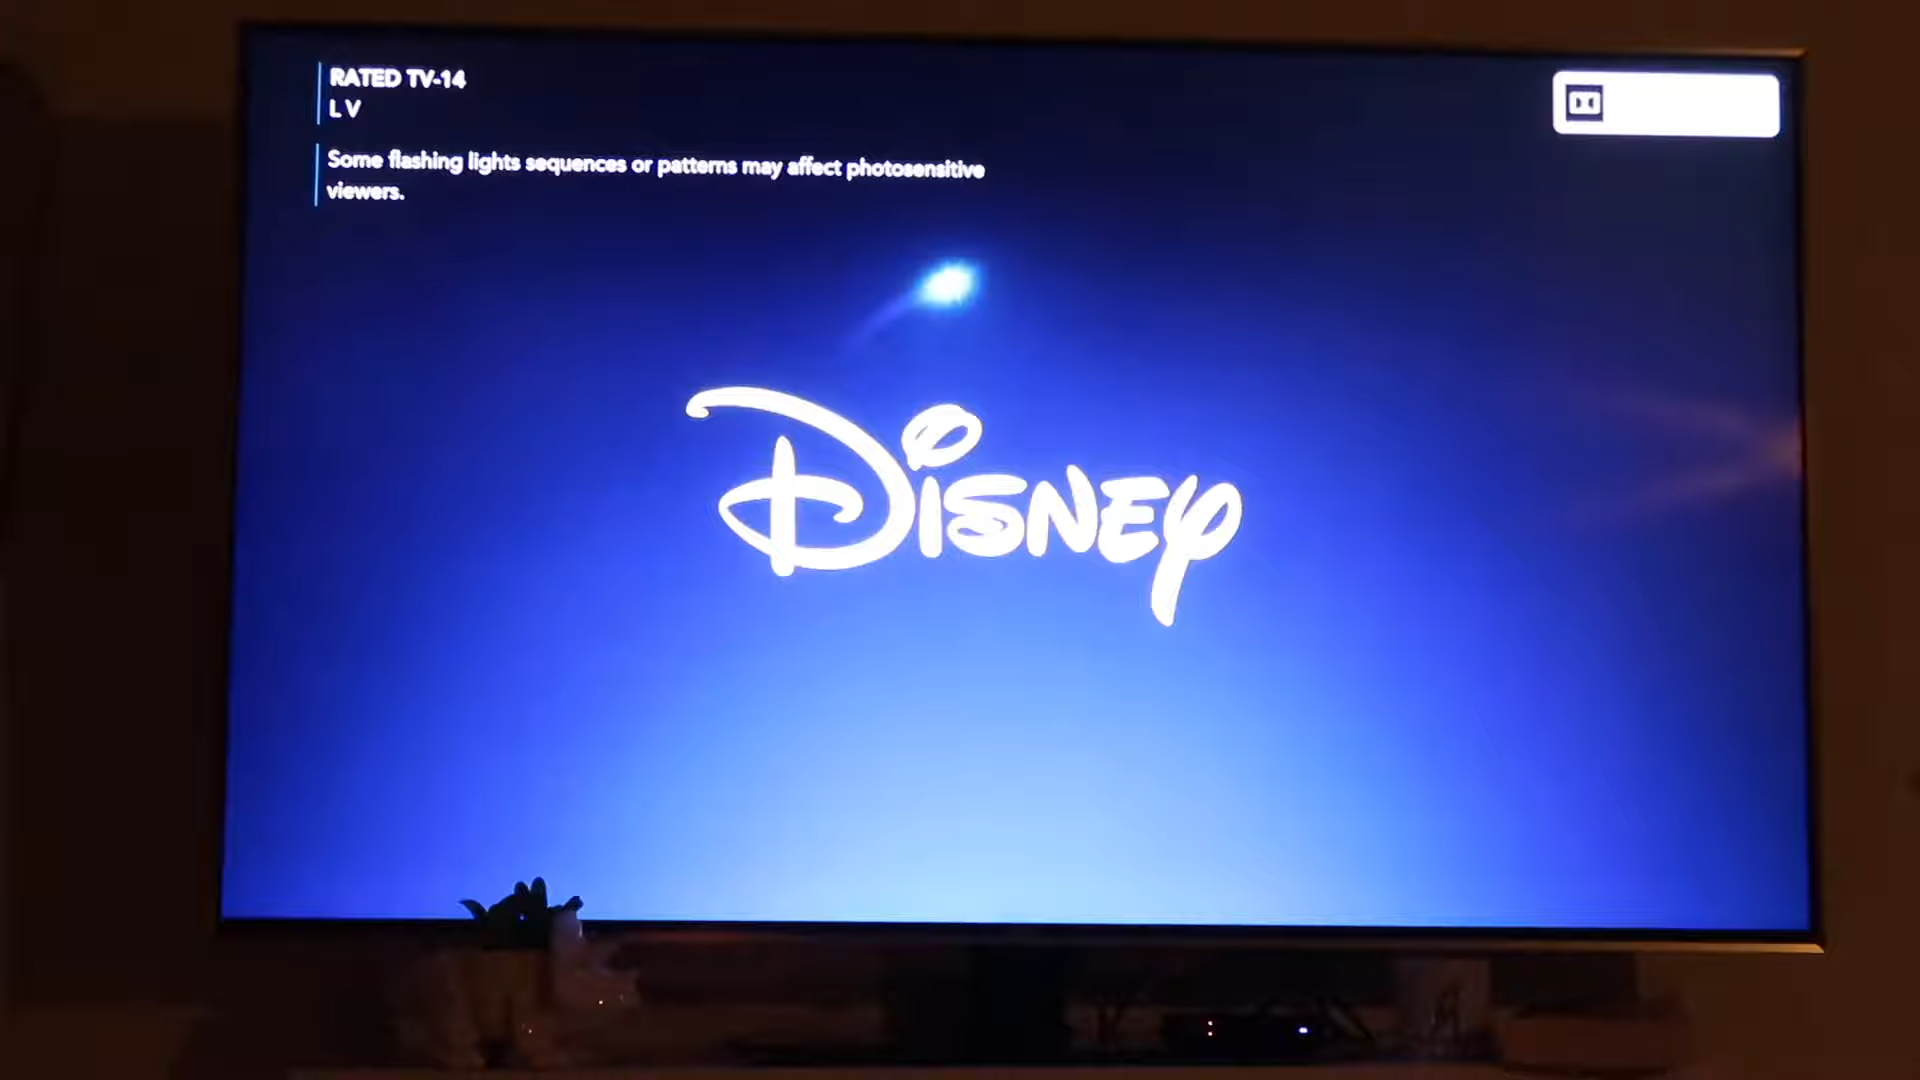 RATED TV-14
L V
Some flashing lights sequences or patterns may affect photosensitive
viewers.
Disney